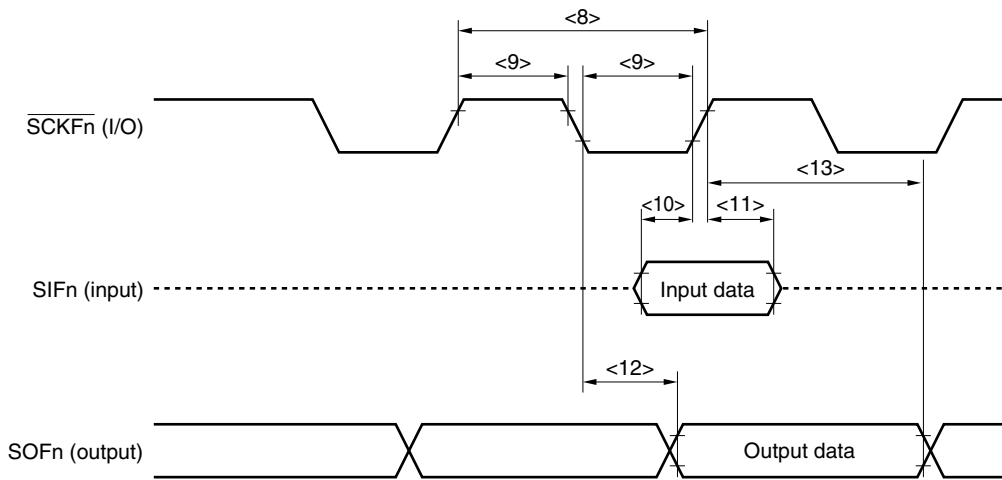 <8>
<9> <9>
SCKFn (I/O)
<13>
<10> <11>
SIFn (input) Input data
<12>
SOFn (output) Output data